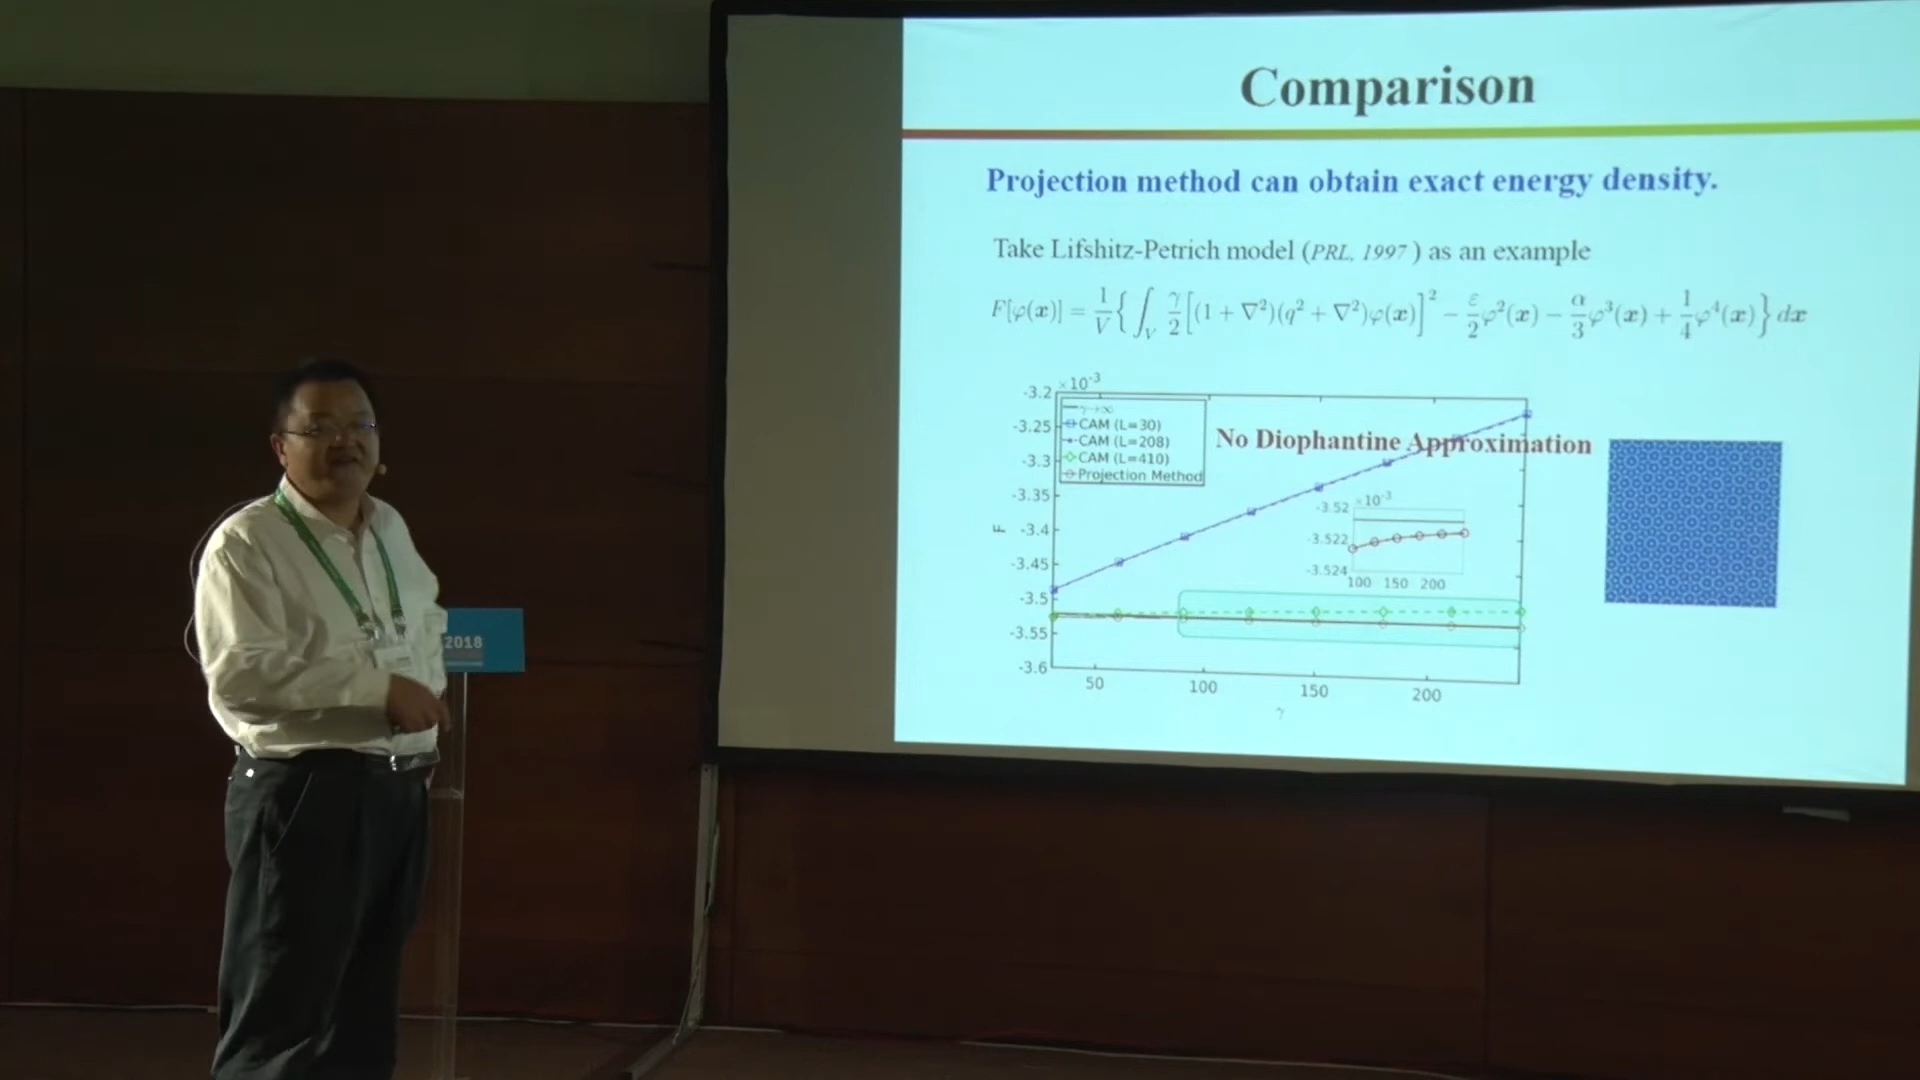 Comparison
Projection method can obtain exact energy density.
Take Lifshitz-Petrich model (PRL, 1997 ) as an example
F[φ(x)] = 1/V { ∫_V γ/2 [(1 + ∇²)(q² + ∇²)φ(x)]² − ε/2 φ²(x) − α/3 φ³(x) + 1/4 φ⁴(x) } dx
×10⁻³
-3.2
-3.25
-3.3
-3.35
-3.4
-3.45
-3.5
-3.55
-3.6
F
γ→∞
CAM (L=30)
CAM (L=208)
CAM (L=410)
Projection Method
No Diophantine Approximation
×10⁻³
-3.52
-3.522
-3.524
100 150 200
50 100 150 200
γ
2018